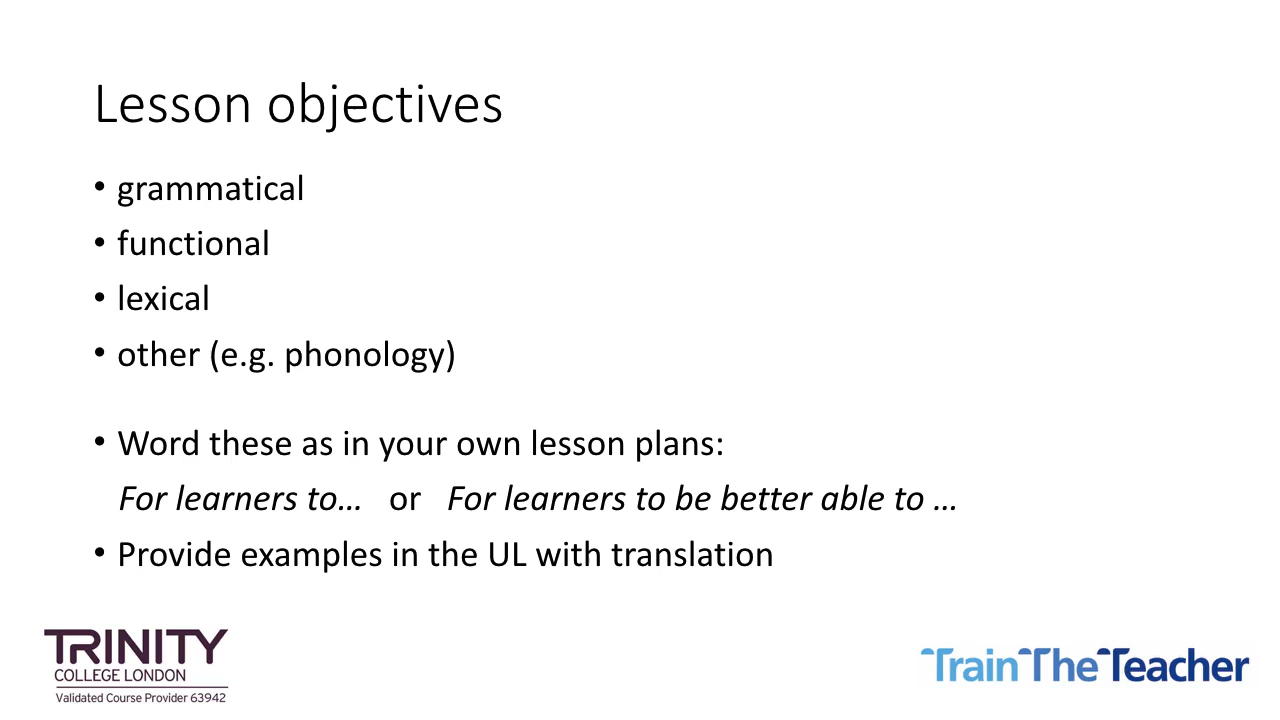 Lesson objectives
• grammatical
• functional
• lexical
• other (e.g. phonology)
• Word these as in your own lesson plans:
For learners to… or For learners to be better able to …
• Provide examples in the UL with translation
TRINITY
COLLEGE LONDON
Validated Course Provider 63942
TrainTheTeacher